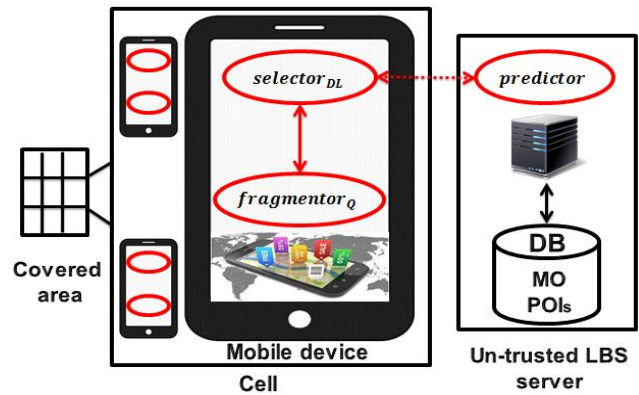 selector_DL
predictor
fragmentor_Q
DB
MO
POIs
Covered
area
Mobile device
Cell
Un-trusted LBS
server